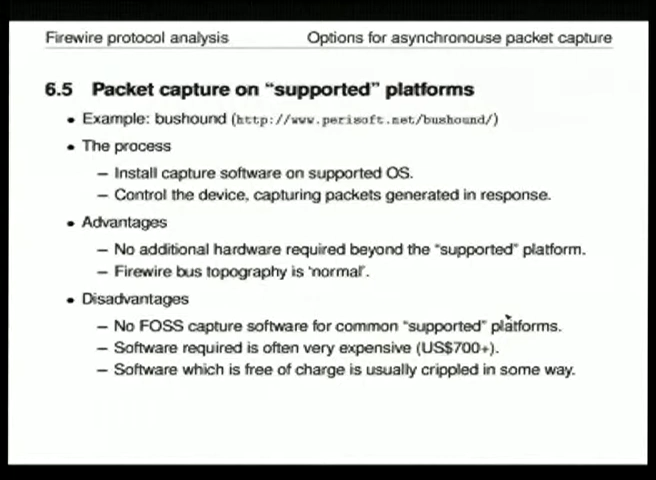 Firewire protocol analysis
Options for asynchronouse packet capture
6.5 Packet capture on “supported” platforms
• Example: bushound (http://www.perisoft.net/bushound/)
• The process
– Install capture software on supported OS.
– Control the device, capturing packets generated in response.
• Advantages
– No additional hardware required beyond the “supported” platform.
– Firewire bus topography is ‘normal’.
• Disadvantages
– No FOSS capture software for common “supported” platforms.
– Software required is often very expensive (US$700+).
– Software which is free of charge is usually crippled in some way.